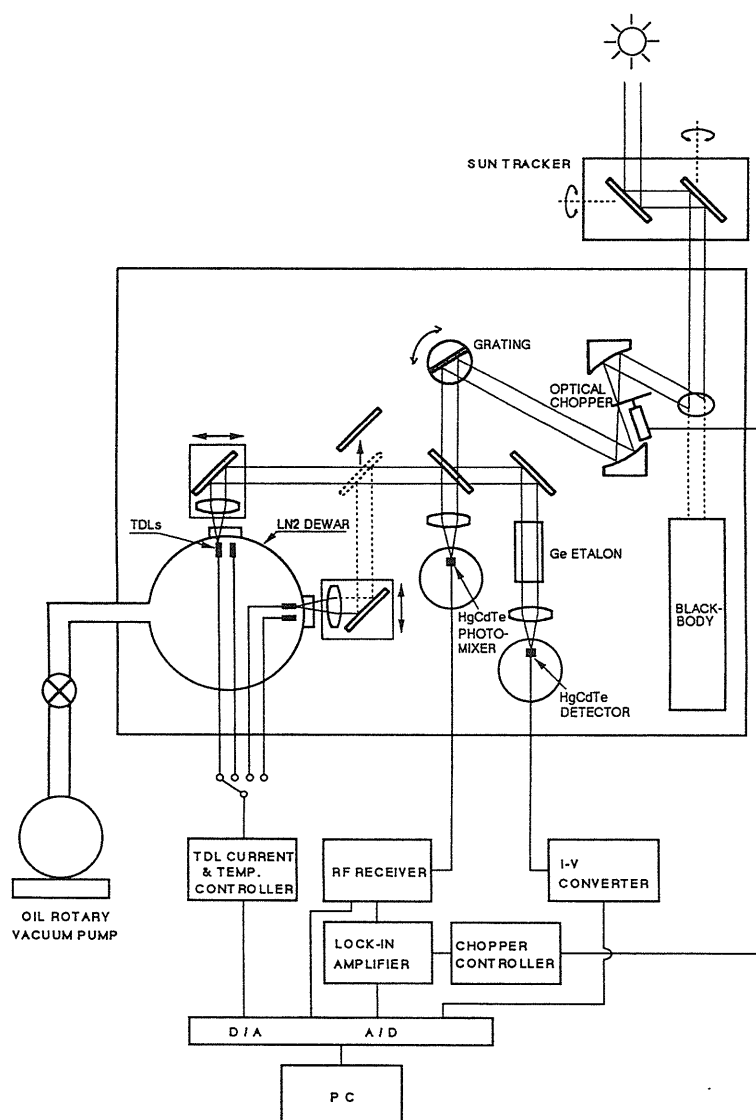 SUN TRACKER
GRATING
OPTICAL
CHOPPER
TDLs
LN2 DEWAR
Ge ETALON
HgCdTe
PHOTO-
MIXER
BLACK-
BODY
HgCdTe
DETECTOR
TDL CURRENT
& TEMP.
CONTROLLER
RF RECEIVER
I-V
CONVERTER
OIL ROTARY
VACUUM PUMP
LOCK-IN
AMPLIFIER
CHOPPER
CONTROLLER
D/A
A/D
PC